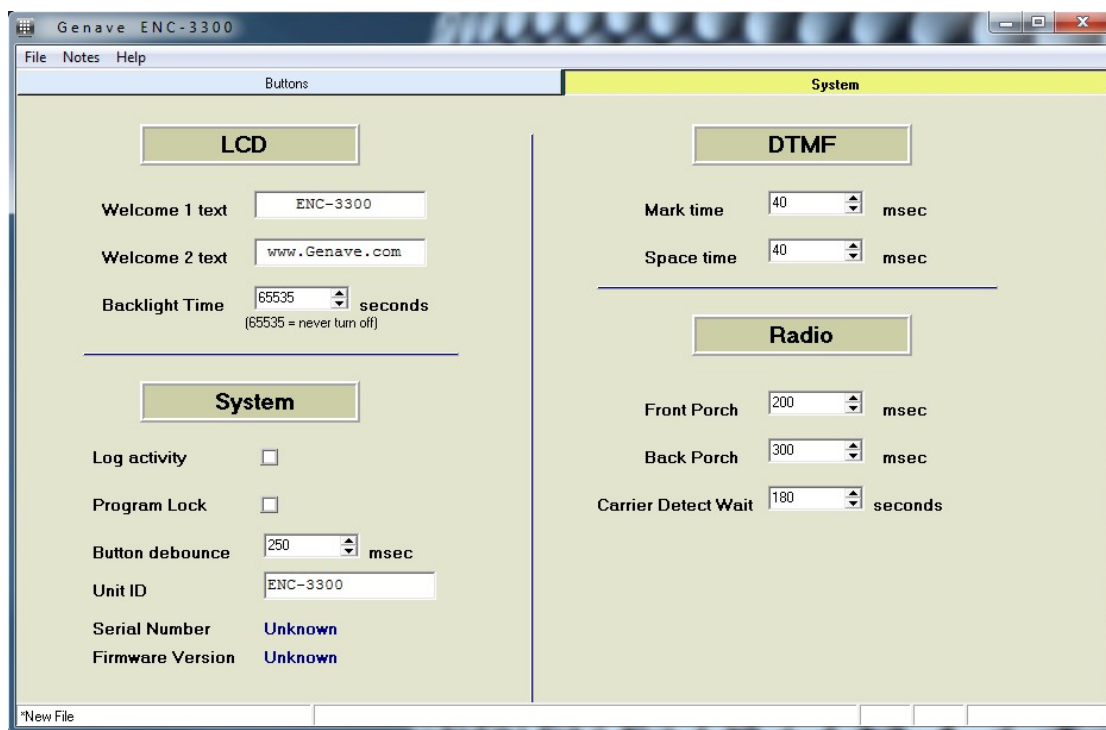 Genave ENC-3300
File Notes Help
Buttons
System
LCD
Welcome 1 text ENC-3300
Welcome 2 text www.Genave.com
Backlight Time 65535 seconds
(65535 = never turn off)
System
Log activity
Program Lock
Button debounce 250 msec
Unit ID ENC-3300
Serial Number Unknown
Firmware Version Unknown
DTMF
Mark time 40 msec
Space time 40 msec
Radio
Front Porch 200 msec
Back Porch 300 msec
Carrier Detect Wait 180 seconds
*New File